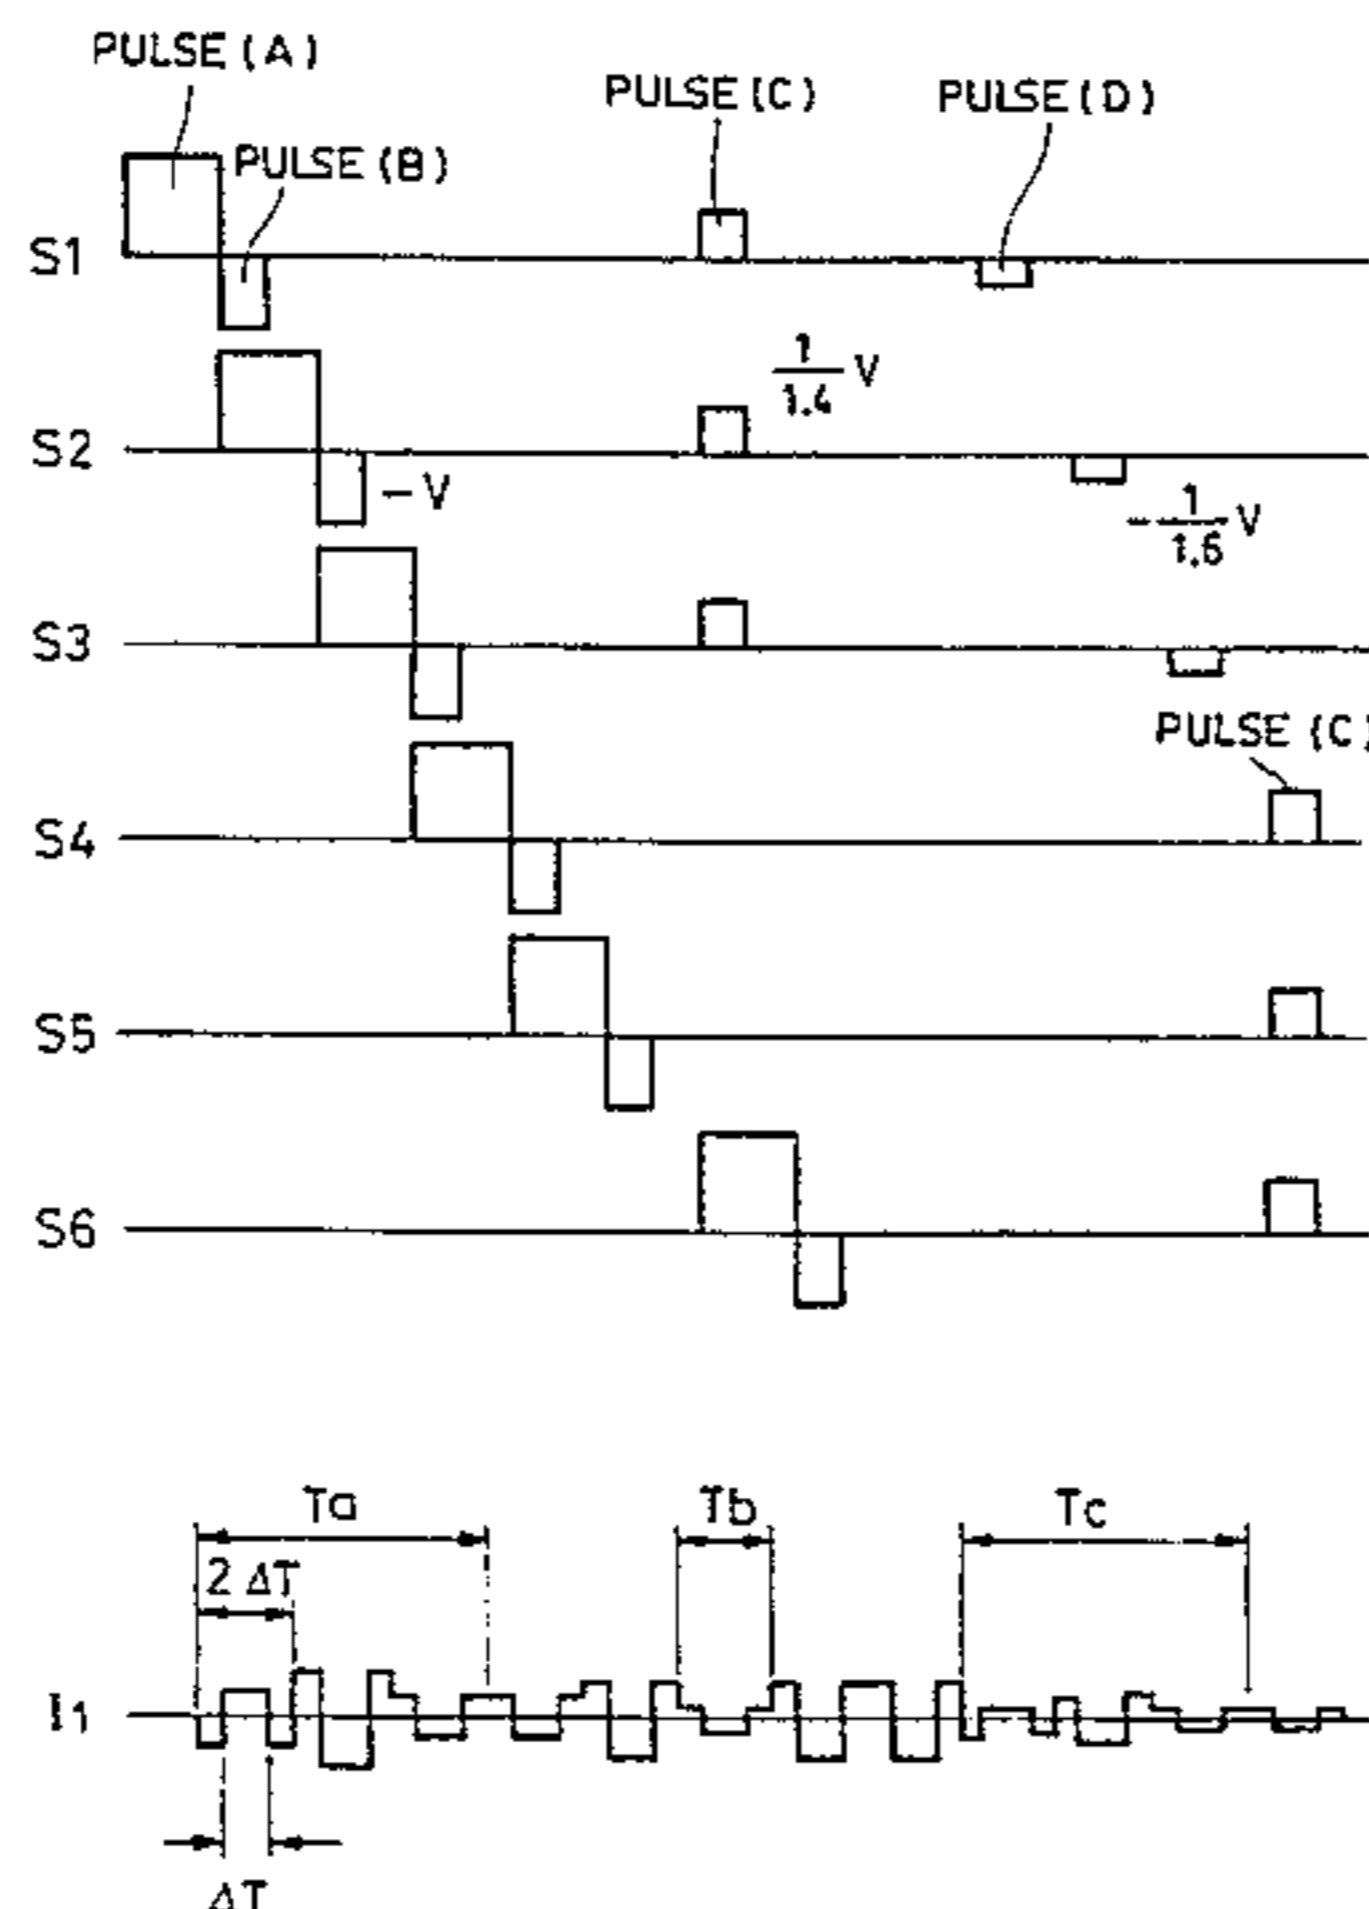 PULSE (A)
PULSE (B)
PULSE (C)
PULSE (D)
S1
1/1.4 V
S2
-V
-1/1.6 V
S3
PULSE (C)
S4
S5
S6
Ta
Tb
Tc
2 ΔT
I1
ΔT